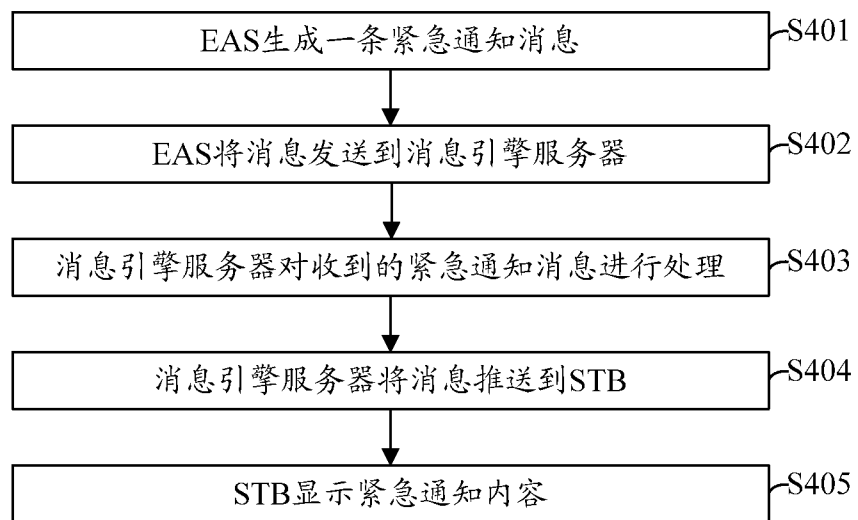 EAS生成一条紧急通知消息
S401
EAS将消息发送到消息引擎服务器
S402
消息引擎服务器对收到的紧急通知消息进行处理
S403
消息引擎服务器将消息推送到STB
S404
STB显示紧急通知内容
S405